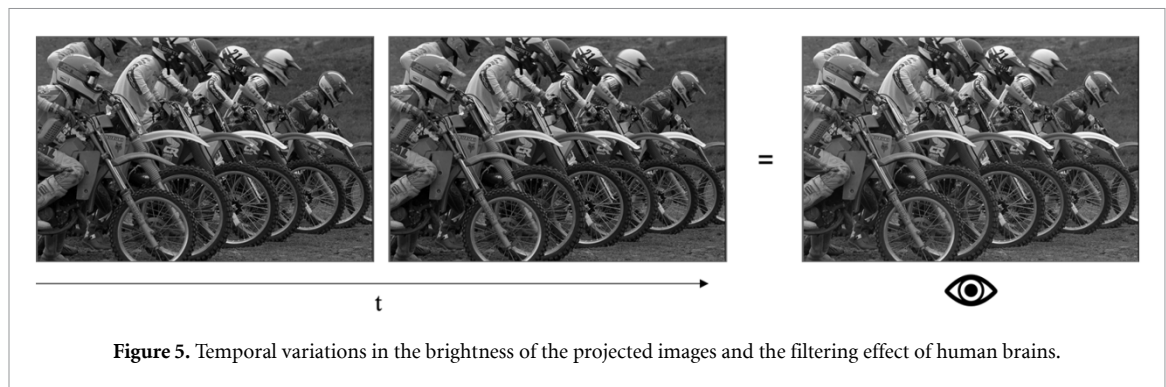 =
t
Figure 5. Temporal variations in the brightness of the projected images and the filtering effect of human brains.